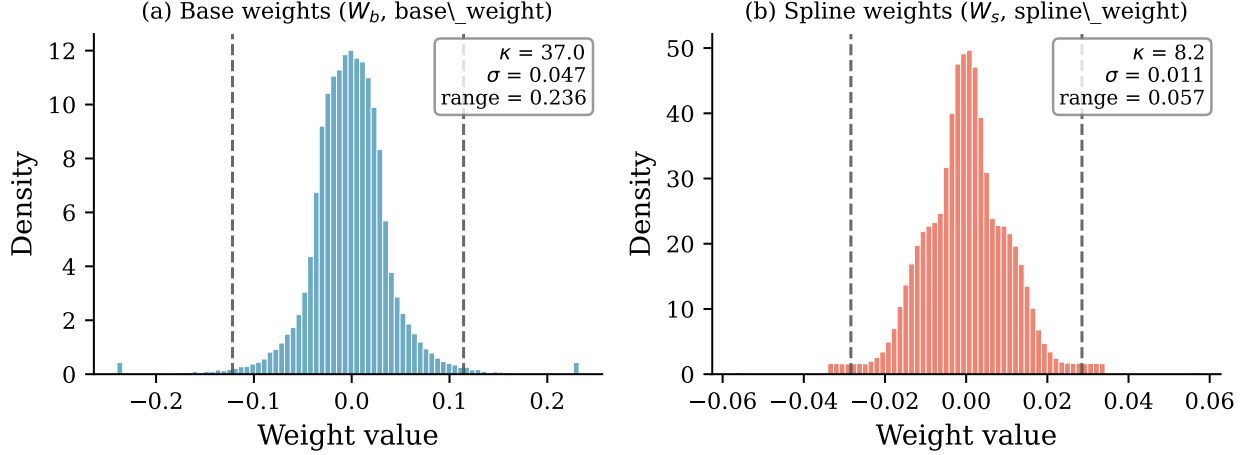 (a) Base weights (W_b, base\_weight)
κ = 37.0
σ = 0.047
range = 0.236
Density
12
10
8
6
4
2
0
−0.2 −0.1 0.0 0.1 0.2
Weight value
(b) Spline weights (W_s, spline\_weight)
κ = 8.2
σ = 0.011
range = 0.057
Density
50
40
30
20
10
0
−0.06 −0.04 −0.02 0.00 0.02 0.04 0.06
Weight value